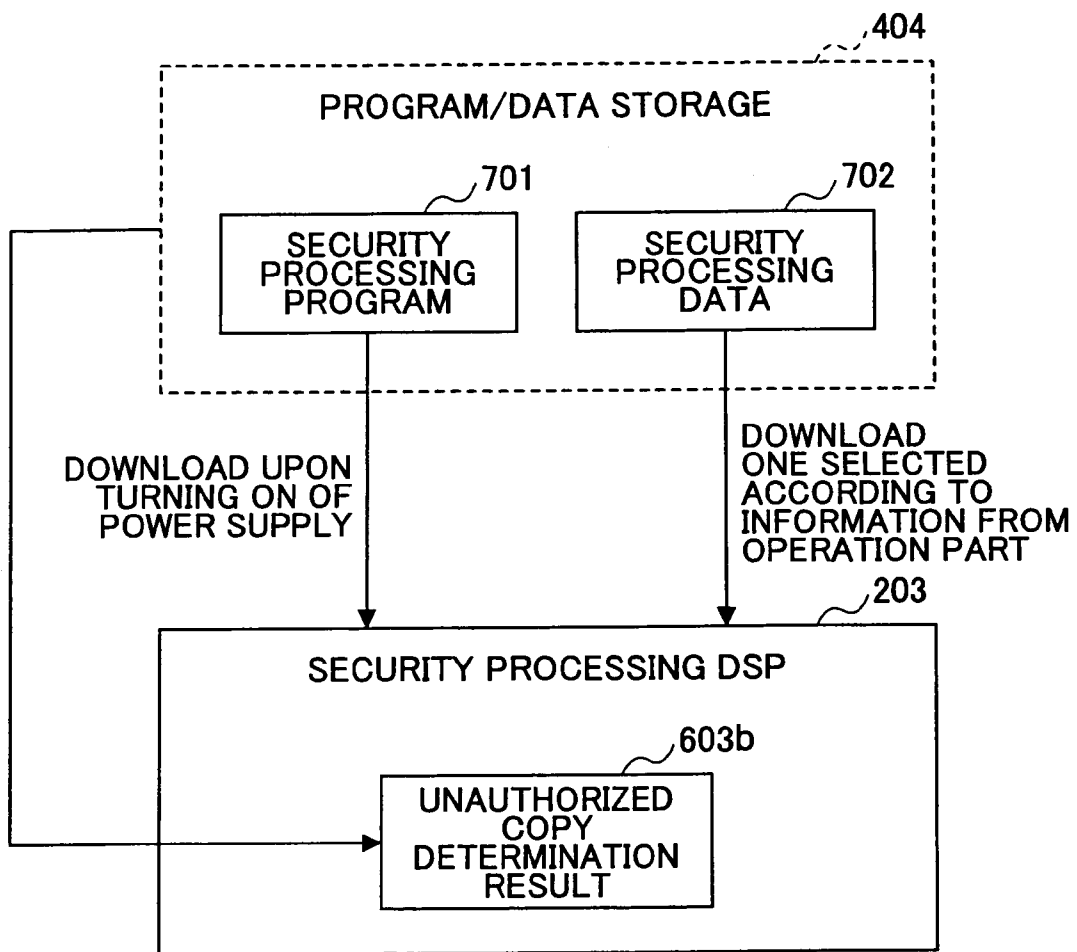 404
PROGRAM/DATA STORAGE
701
702
SECURITY
PROCESSING
PROGRAM
SECURITY
PROCESSING
DATA
DOWNLOAD UPON
TURNING ON OF
POWER SUPPLY
DOWNLOAD
ONE SELECTED
ACCORDING TO
INFORMATION FROM
OPERATION PART
203
SECURITY PROCESSING DSP
603b
UNAUTHORIZED
COPY
DETERMINATION
RESULT